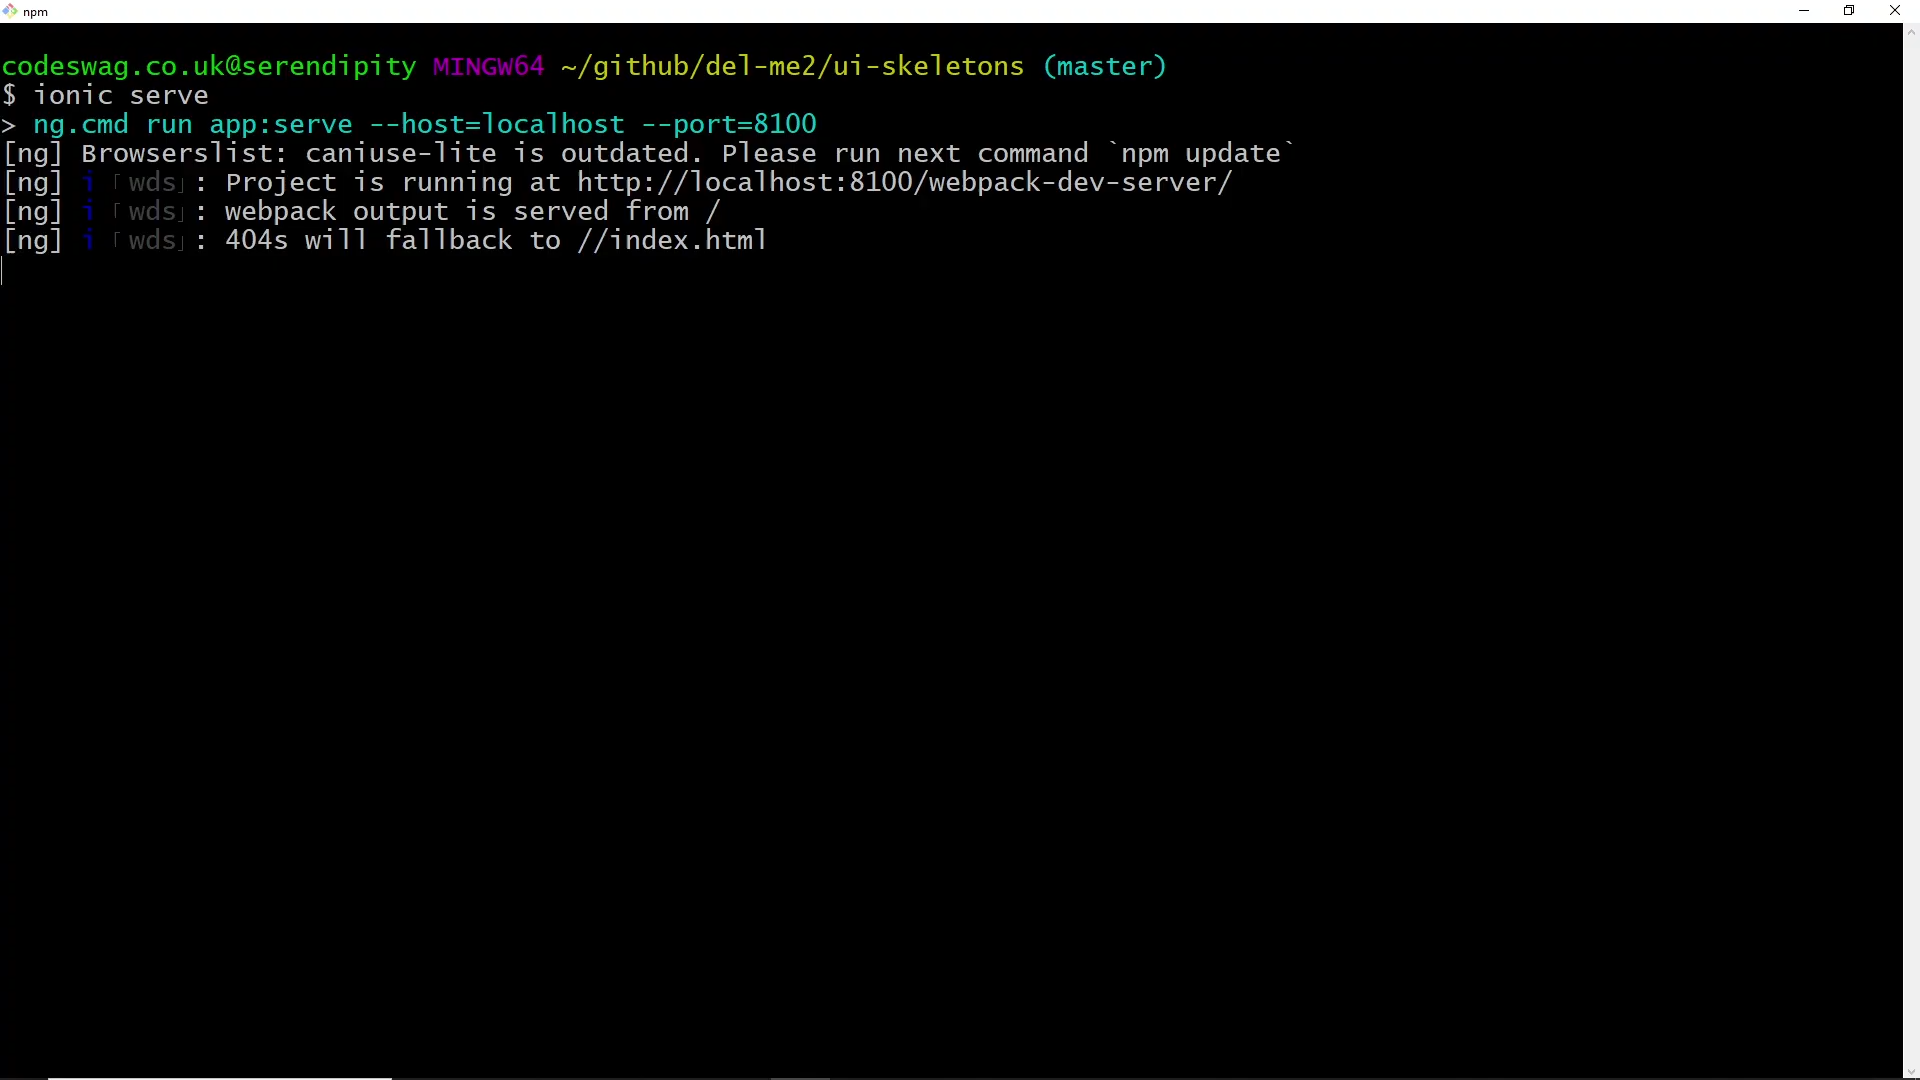 npm
codeswag.co.uk@serendipity MINGW64 ~/github/del-me2/ui-skeletons (master)
$ ionic serve
> ng.cmd run app:serve --host=localhost --port=8100
[ng] Browserslist: caniuse-lite is outdated. Please run next command `npm update`
[ng] i 「wds」: Project is running at http://localhost:8100/webpack-dev-server/
[ng] i 「wds」: webpack output is served from /
[ng] i 「wds」: 404s will fallback to //index.html